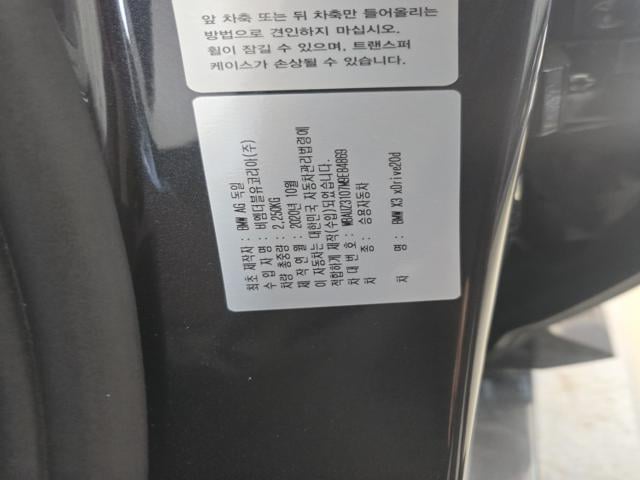 앞 차축 또는 뒤 차축만 들어올리는
방법으로 견인하지 마십시오.
휠이 잠길 수 있으며, 트랜스퍼
케이스가 손상될 수 있습니다.
최초 제작자 : BMW AG 독일
수 입 자 명 : 비엠더블유코리아(주)
차량 총중량 : 2,250KG
제 작 연 월 : 2020년 10월
이 자동차는 대한민국 자동차관리법령에
적합하게 제작(수입)되었습니다.
차 대 번 호 : WBAUZ3107M9E84869
차 종 : 승용자동차
차 명 : BMW X3 xDrive20d